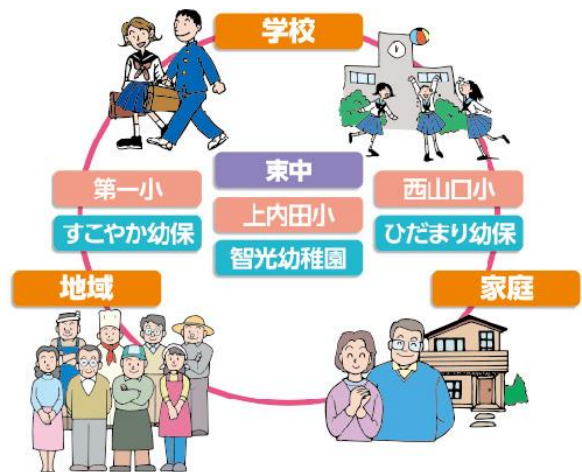 学校
東中
第一小
上内田小
西山口小
すこやか幼保
智光幼稚園
ひだまり幼保
地域
家庭